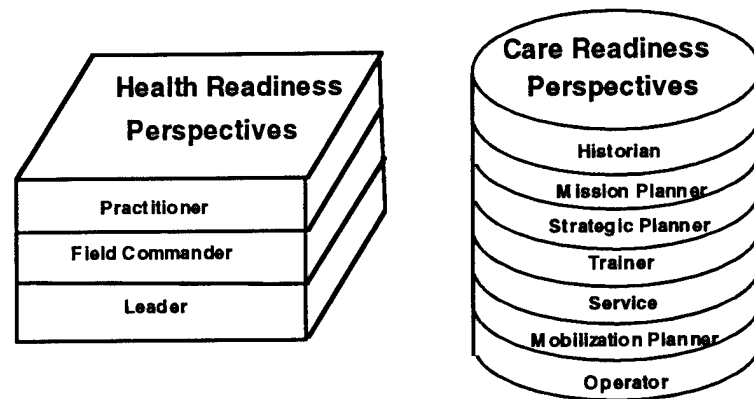 Health Readiness
Perspectives
Practitioner
Field Commander
Leader
Care Readiness
Perspectives
Historian
Mission Planner
Strategic Planner
Trainer
Service
Mobilization Planner
Operator